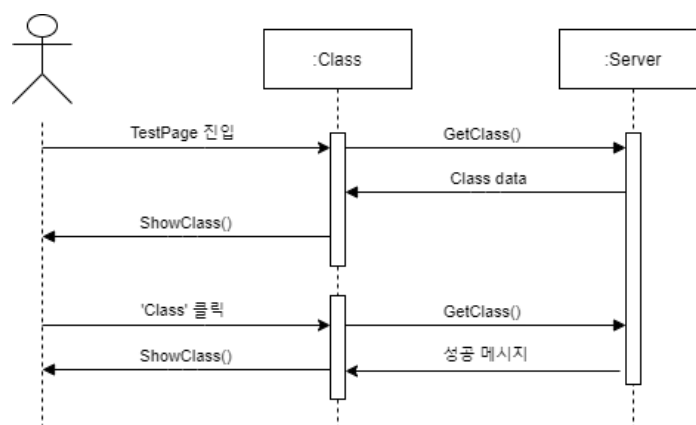 :Class
:Server
TestPage 진입
GetClass()
Class data
ShowClass()
'Class' 클릭
GetClass()
성공 메시지
ShowClass()